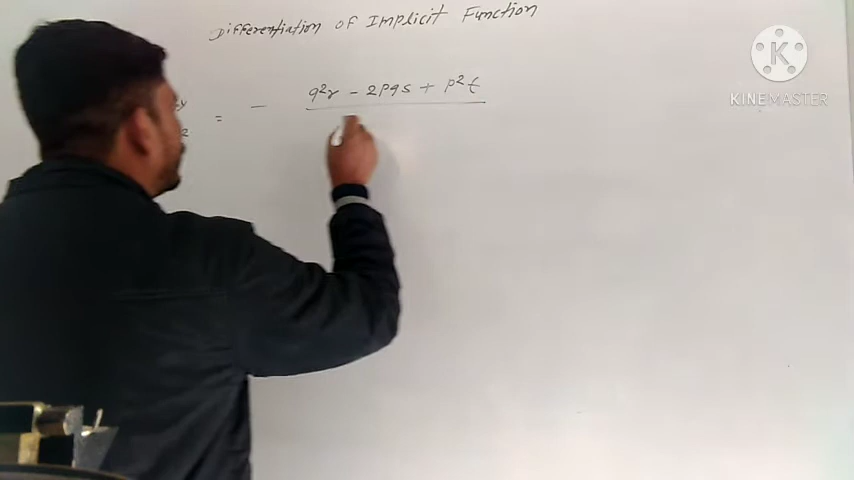 Differentiation of Implicit Function
= - q²r - 2pqs + p²t
K
KINEMASTER